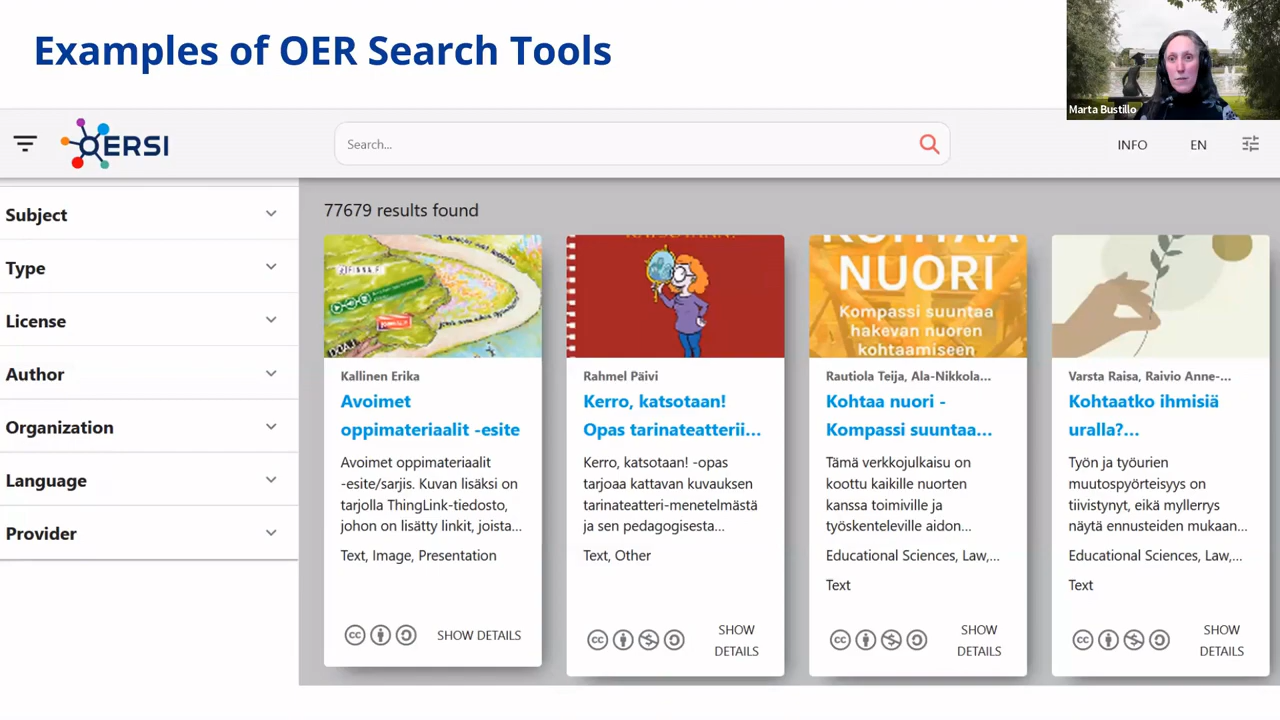 Examples of OER Search Tools
Marta Bustillo
OERSI
Search...
INFO
EN
Subject
Type
License
Author
Organization
Language
Provider
77679 results found
Kallinen Erika
Avoimet
oppimateriaalit -esite
Avoimet oppimateriaalit
-esite/sarjis. Kuvan lisäksi on
tarjolla ThingLink-tiedosto,
johon on lisätty linkit, joista...
Text, Image, Presentation
cc
SHOW DETAILS
Rahmel Päivi
Kerro, katsotaan!
Opas tarinateatterii...
Kerro, katsotaan! -opas
tarjoaa kattavan kuvauksen
tarinateatteri-menetelmästä
ja sen pedagogisesta...
Text, Other
cc
SHOW
DETAILS
KOHTAA
NUORI
Kompassi suuntaa
hakevan nuoren
kohtaamiseen
Rautiola Teija, Ala-Nikkola...
Kohtaa nuori -
Kompassi suuntaa...
Tämä verkkojulkaisu on
koottu kaikille nuorten
kanssa toimiville ja
työskenteleville aidon...
Educational Sciences, Law,...
Text
cc
SHOW
DETAILS
Varsta Raisa, Raivio Anne-...
Kohtaatko ihmisiä
uralla?...
Työn ja työurien
muutospyörteisyys on
tiivistynyt, eikä myllerrys
näytä ennusteiden mukaan...
Educational Sciences, Law,...
Text
cc
SHOW
DETAILS